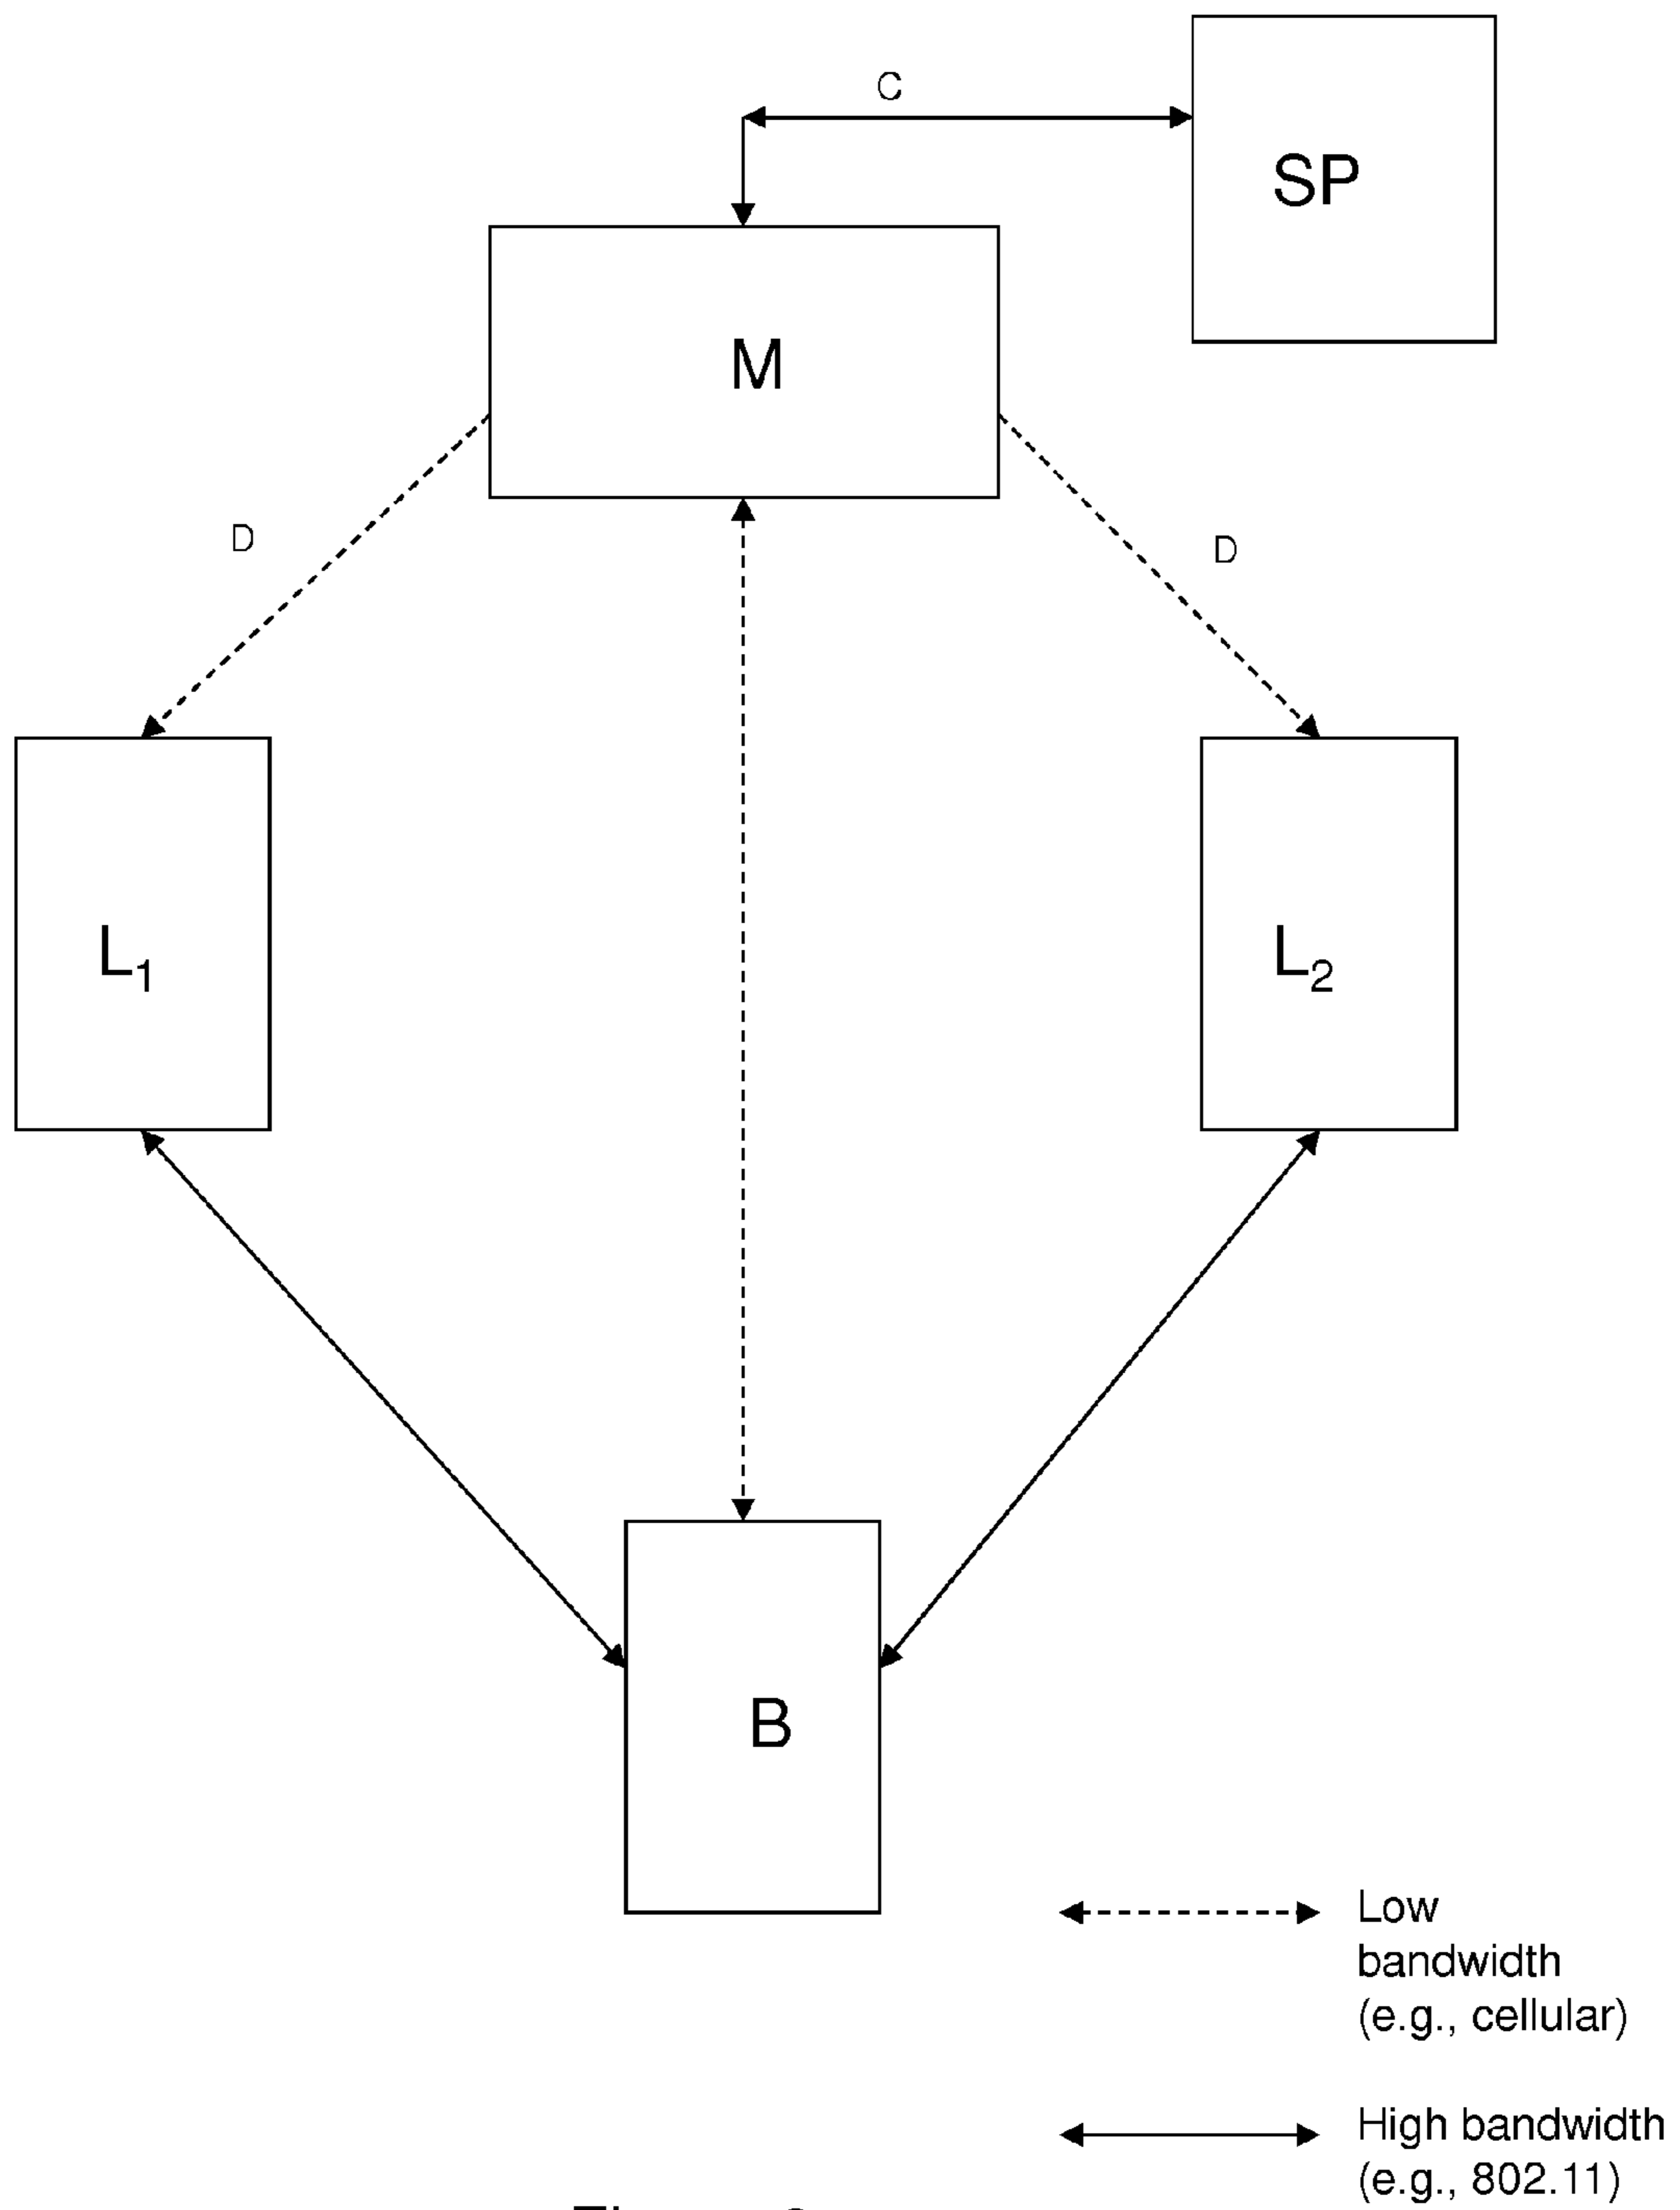 C
SP
M
D
D
L1
L2
B
Low
bandwidth
(e.g., cellular)
High bandwidth
(e.g., 802.11)